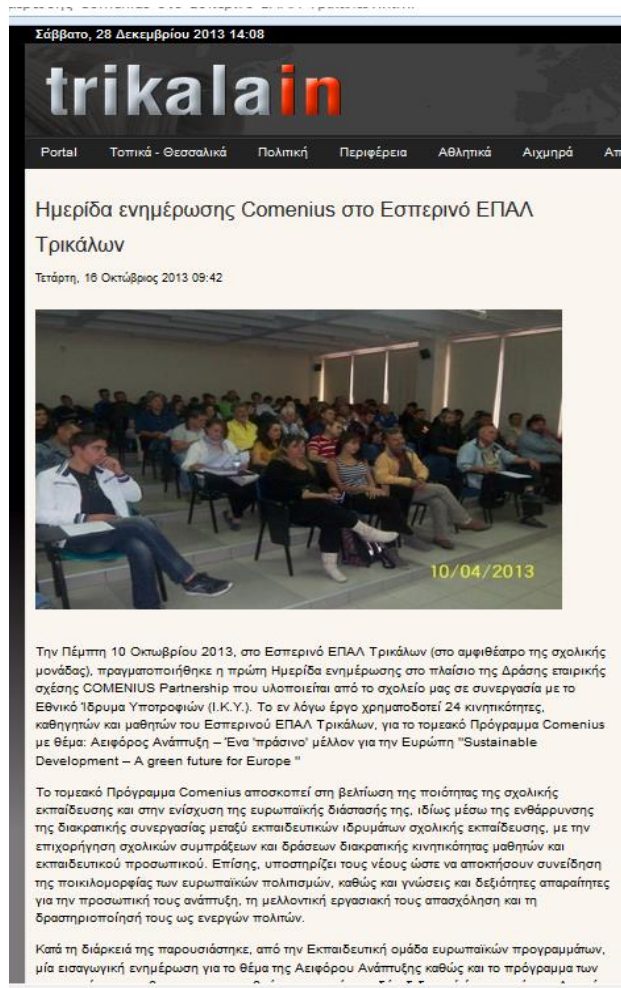 Σάββατο, 28 Δεκεμβρίου 2013 14:08
trikalain
Portal Τοπικά - Θεσσαλικά Πολιτική Περιφέρεια Αθλητικά Αιχμηρά Απ
Ημερίδα ενημέρωσης Comenius στο Εσπερινό ΕΠΑΛ
Τρικάλων
Τετάρτη, 16 Οκτώβριος 2013 09:42
10/04/2013
Την Πέμπτη 10 Οκτωβρίου 2013, στο Εσπερινό ΕΠΑΛ Τρικάλων (στο αμφιθέατρο της σχολικής
μονάδας), πραγματοποιήθηκε η πρώτη Ημερίδα ενημέρωσης στο πλαίσιο της Δράσης εταιρικής
σχέσης COMENIUS Partnership που υλοποιείται από το σχολείο μας σε συνεργασία με το
Εθνικό Ίδρυμα Υποτροφιών (Ι.Κ.Υ.). Το εν λόγω έργο χρηματοδοτεί 24 κινητικότητες,
καθηγητών και μαθητών του Εσπερινού ΕΠΑΛ Τρικάλων, για το τομεακό Πρόγραμμα Comenius
με θέμα: Αειφόρος Ανάπτυξη – Ένα 'πράσινο' μέλλον για την Ευρώπη "Sustainable
Development – A green future for Europe "
Το τομεακό Πρόγραμμα Comenius αποσκοπεί στη βελτίωση της ποιότητας της σχολικής
εκπαίδευσης και στην ενίσχυση της ευρωπαϊκής διάστασής της, ιδίως μέσω της ενθάρρυνσης
της διακρατικής συνεργασίας μεταξύ εκπαιδευτικών ιδρυμάτων σχολικής εκπαίδευσης, με την
επιχορήγηση σχολικών συμπράξεων και δράσεων διακρατικής κινητικότητας μαθητών και
εκπαιδευτικού προσωπικού. Επίσης, υποστηρίζει τους νέους ώστε να αποκτήσουν συνείδηση
της ποικιλομορφίας των ευρωπαϊκών πολιτισμών, καθώς και γνώσεις και δεξιότητες απαραίτητες
για την προσωπική τους ανάπτυξη, τη μελλοντική εργασιακή τους απασχόληση και τη
δραστηριοποίησή τους ως ενεργών πολιτών.
Κατά τη διάρκειά της παρουσιάστηκε, από την Εκπαιδευτική ομάδα ευρωπαϊκών προγραμμάτων,
μία εισαγωγική ενημέρωση για το θέμα της Αειφόρου Ανάπτυξης καθώς και το πρόγραμμα των